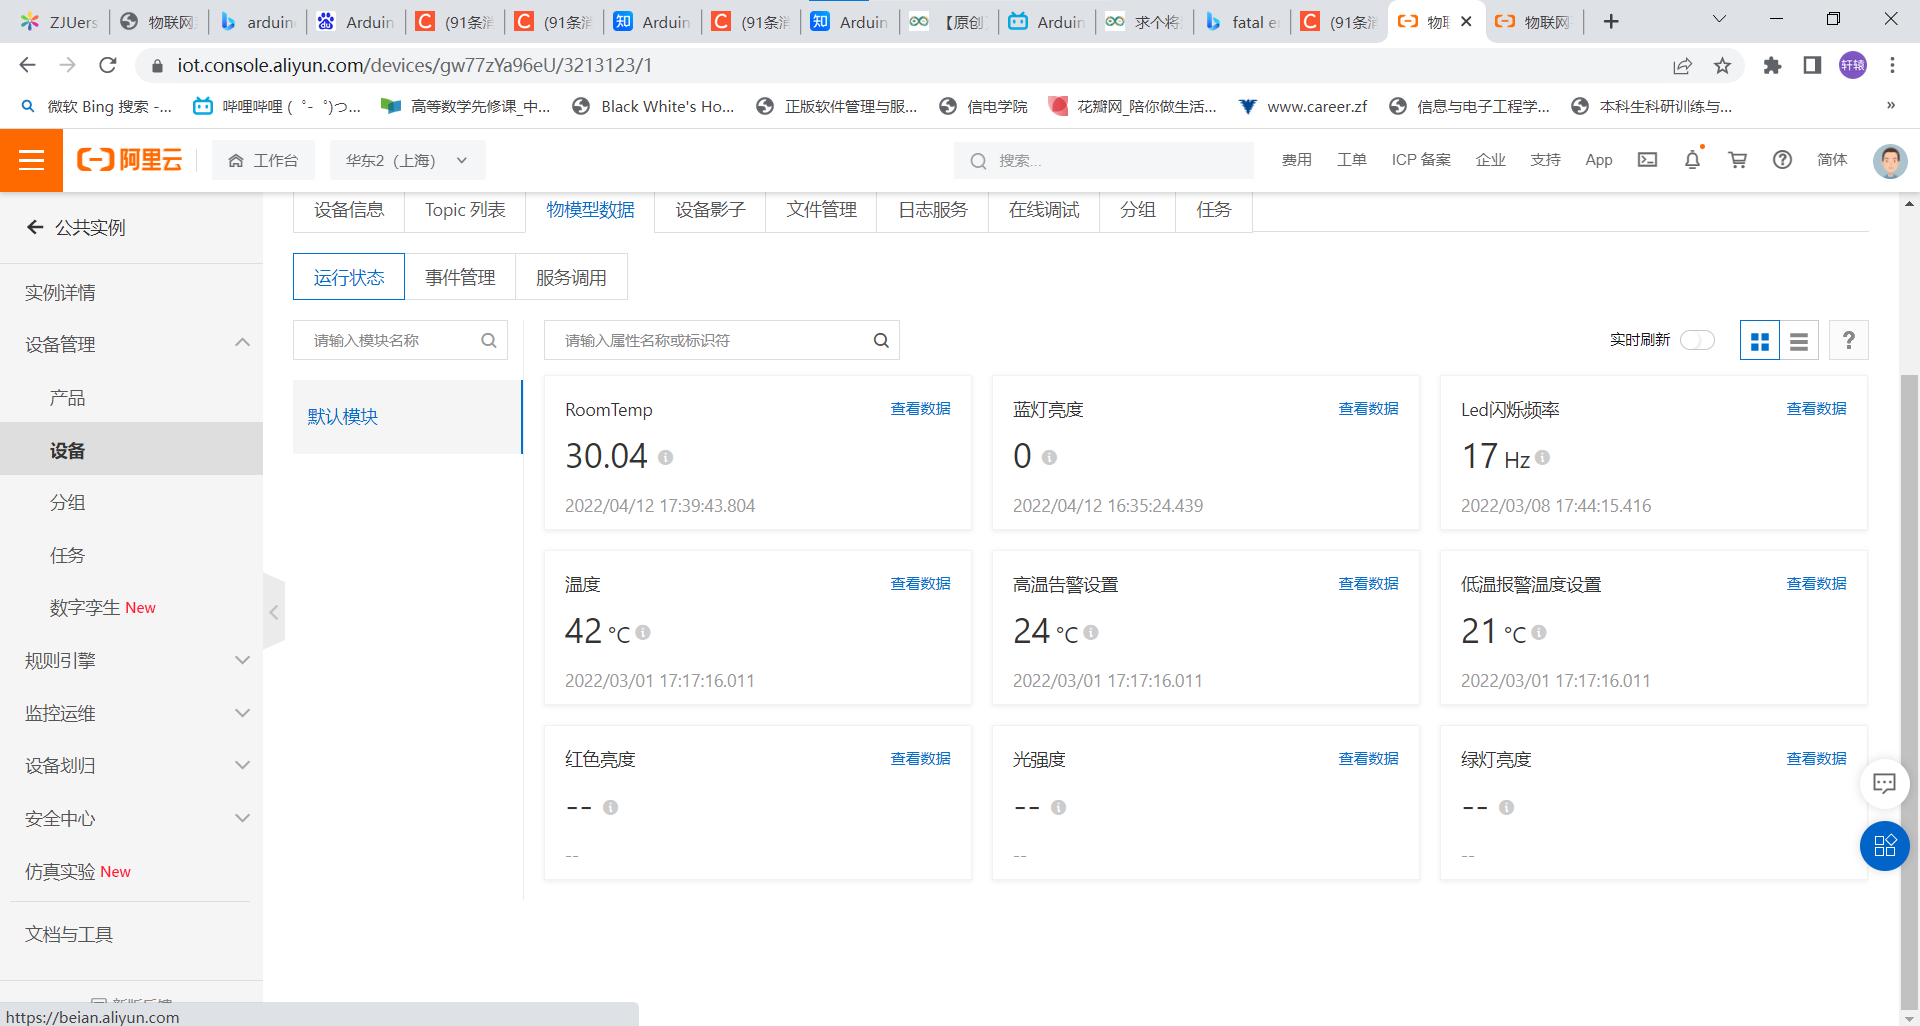 ZJUers
物联网
arduin
Arduin
(91条消
(91条消
Arduin
(91条消
Arduin
【原创
Arduin
求个将
fatal e
(91条消
物联
物联网
iot.console.aliyun.com/devices/gw77zYa96eU/3213123/1
轩辕
微软 Bing 搜索 -...
哔哩哔哩 ( ゜- ゜)つ...
高等数学先修课_中...
Black White's Ho...
正版软件管理与服...
信电学院
花瓣网_陪你做生活...
www.career.zf
信息与电子工程学...
本科生科研训练与...
»
阿里云
工作台
华东2（上海）
搜索...
费用
工单
ICP 备案
企业
支持
App
简体
公共实例
设备信息
Topic 列表
物模型数据
设备影子
文件管理
日志服务
在线调试
分组
任务
运行状态
事件管理
服务调用
实例详情
设备管理
产品
设备
分组
任务
数字孪生 New
规则引擎
监控运维
设备划归
安全中心
仿真实验 New
文档与工具
请输入模块名称
请输入属性名称或标识符
实时刷新
?
默认模块
RoomTemp
查看数据
30.04
2022/04/12 17:39:43.804
蓝灯亮度
查看数据
0
2022/04/12 16:35:24.439
Led闪烁频率
查看数据
17 Hz
2022/03/08 17:44:15.416
温度
查看数据
42 °C
2022/03/01 17:17:16.011
高温告警设置
查看数据
24 °C
2022/03/01 17:17:16.011
低温报警温度设置
查看数据
21 °C
2022/03/01 17:17:16.011
红色亮度
查看数据
--
--
光强度
查看数据
--
--
绿灯亮度
查看数据
--
--
https://beian.aliyun.com